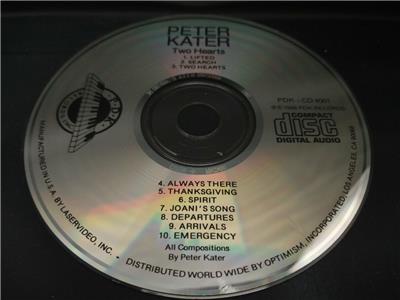 PETER
KATER
Two Hearts
1. LIFTED
2. SEARCH
3. TWO HEARTS
PDK - CD 4001
COMPACT
disc
DIGITAL AUDIO
4. ALWAYS THERE
5. THANKSGIVING
6. SPIRIT
7. JOANI'S SONG
8. DEPARTURES
9. ARRIVALS
10. EMERGENCY
All Compositions
By Peter Kater
MANUFACTURED IN U.S.A. BY LASERVIDEO, INC. • DISTRIBUTED WORLD WIDE BY OPTIMISM, INCORPORATED, LOS ANGELES, CA